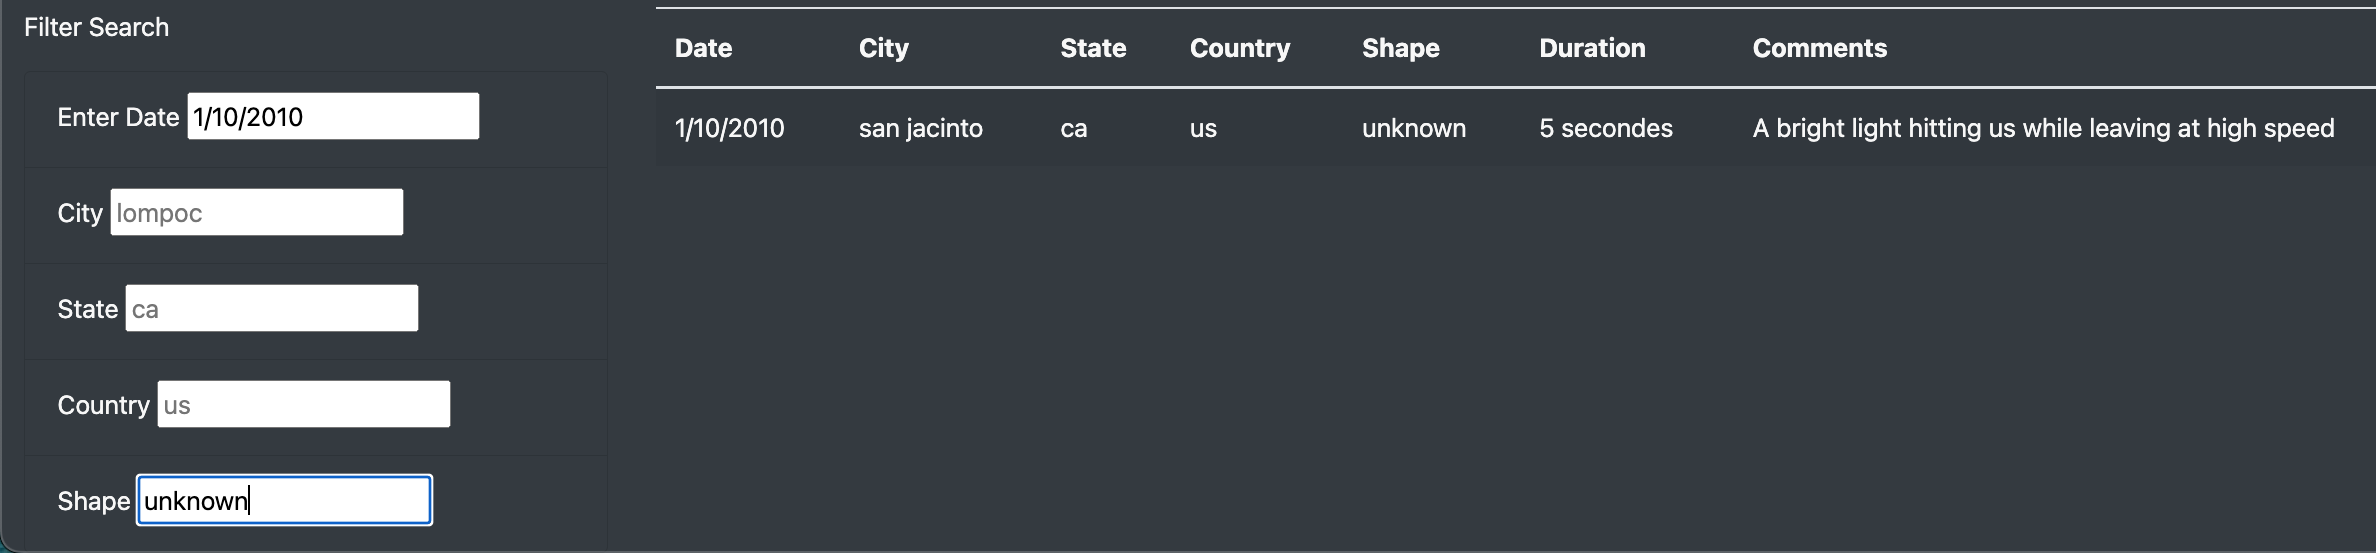 Filter Search
Enter Date 1/10/2010
City lompoc
State ca
Country us
Shape unknown
Date City State Country Shape Duration Comments
1/10/2010 san jacinto ca us unknown 5 secondes A bright light hitting us while leaving at high speed